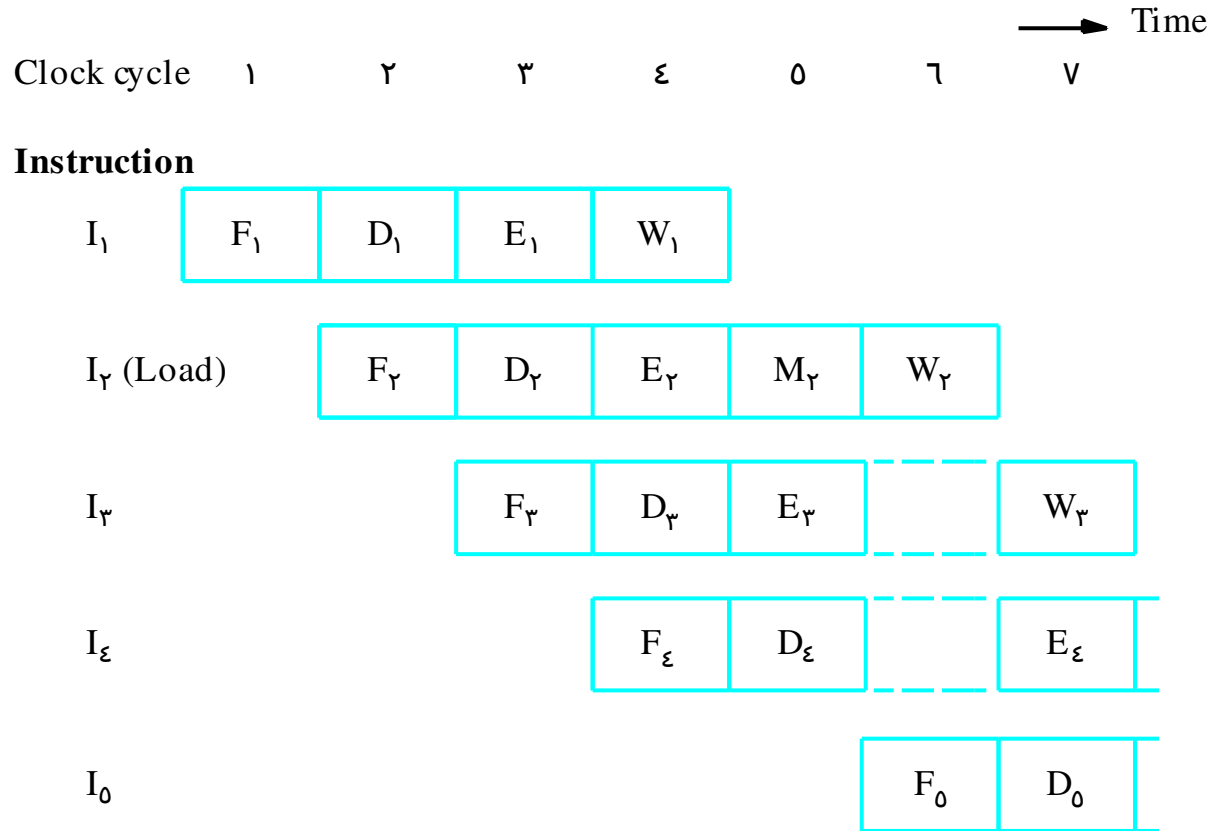 Time
Clock cycle ١ ٢ ٣ ٤ ٥ ٦ ٧
Instruction
I١ F١ D١ E١ W١
I٢ (Load) F٢ D٢ E٢ M٢ W٢
I٣ F٣ D٣ E٣ W٣
I٤ F٤ D٤ E٤
I٥ F٥ D٥